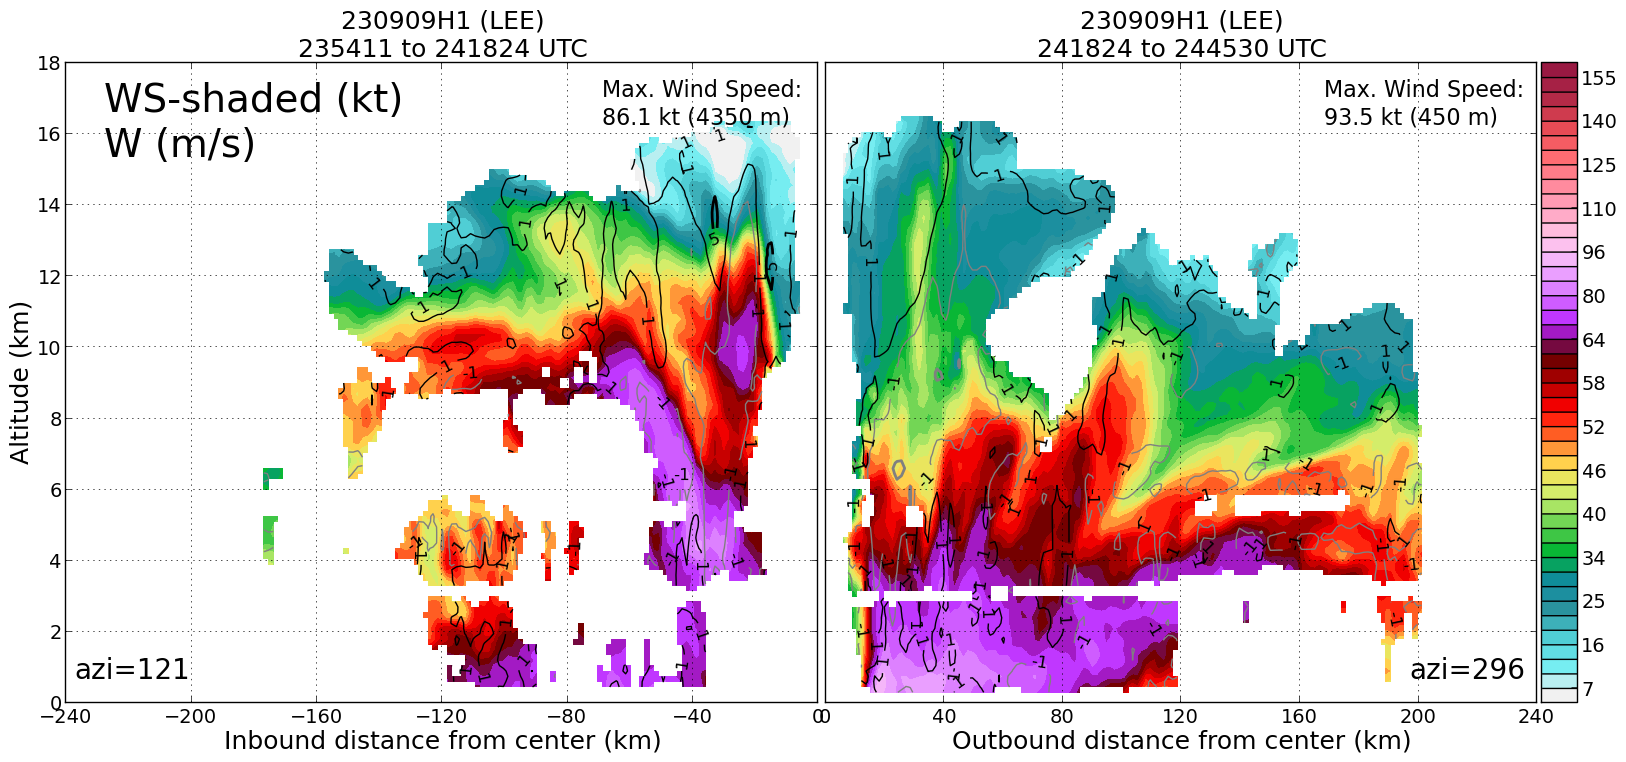 230909H1 (LEE)
235411 to 241824 UTC
230909H1 (LEE)
241824 to 244530 UTC
WS-shaded (kt)
W (m/s)
Max. Wind Speed:
86.1 kt (4350 m)
Max. Wind Speed:
93.5 kt (450 m)
azi=121
azi=296
Altitude (km)
18
16
14
12
10
8
6
4
2
0
−240
−200
−160
−120
−80
−40
0
Inbound distance from center (km)
0
40
80
120
160
200
240
Outbound distance from center (km)
155
140
125
110
96
80
64
58
52
46
40
34
25
16
7